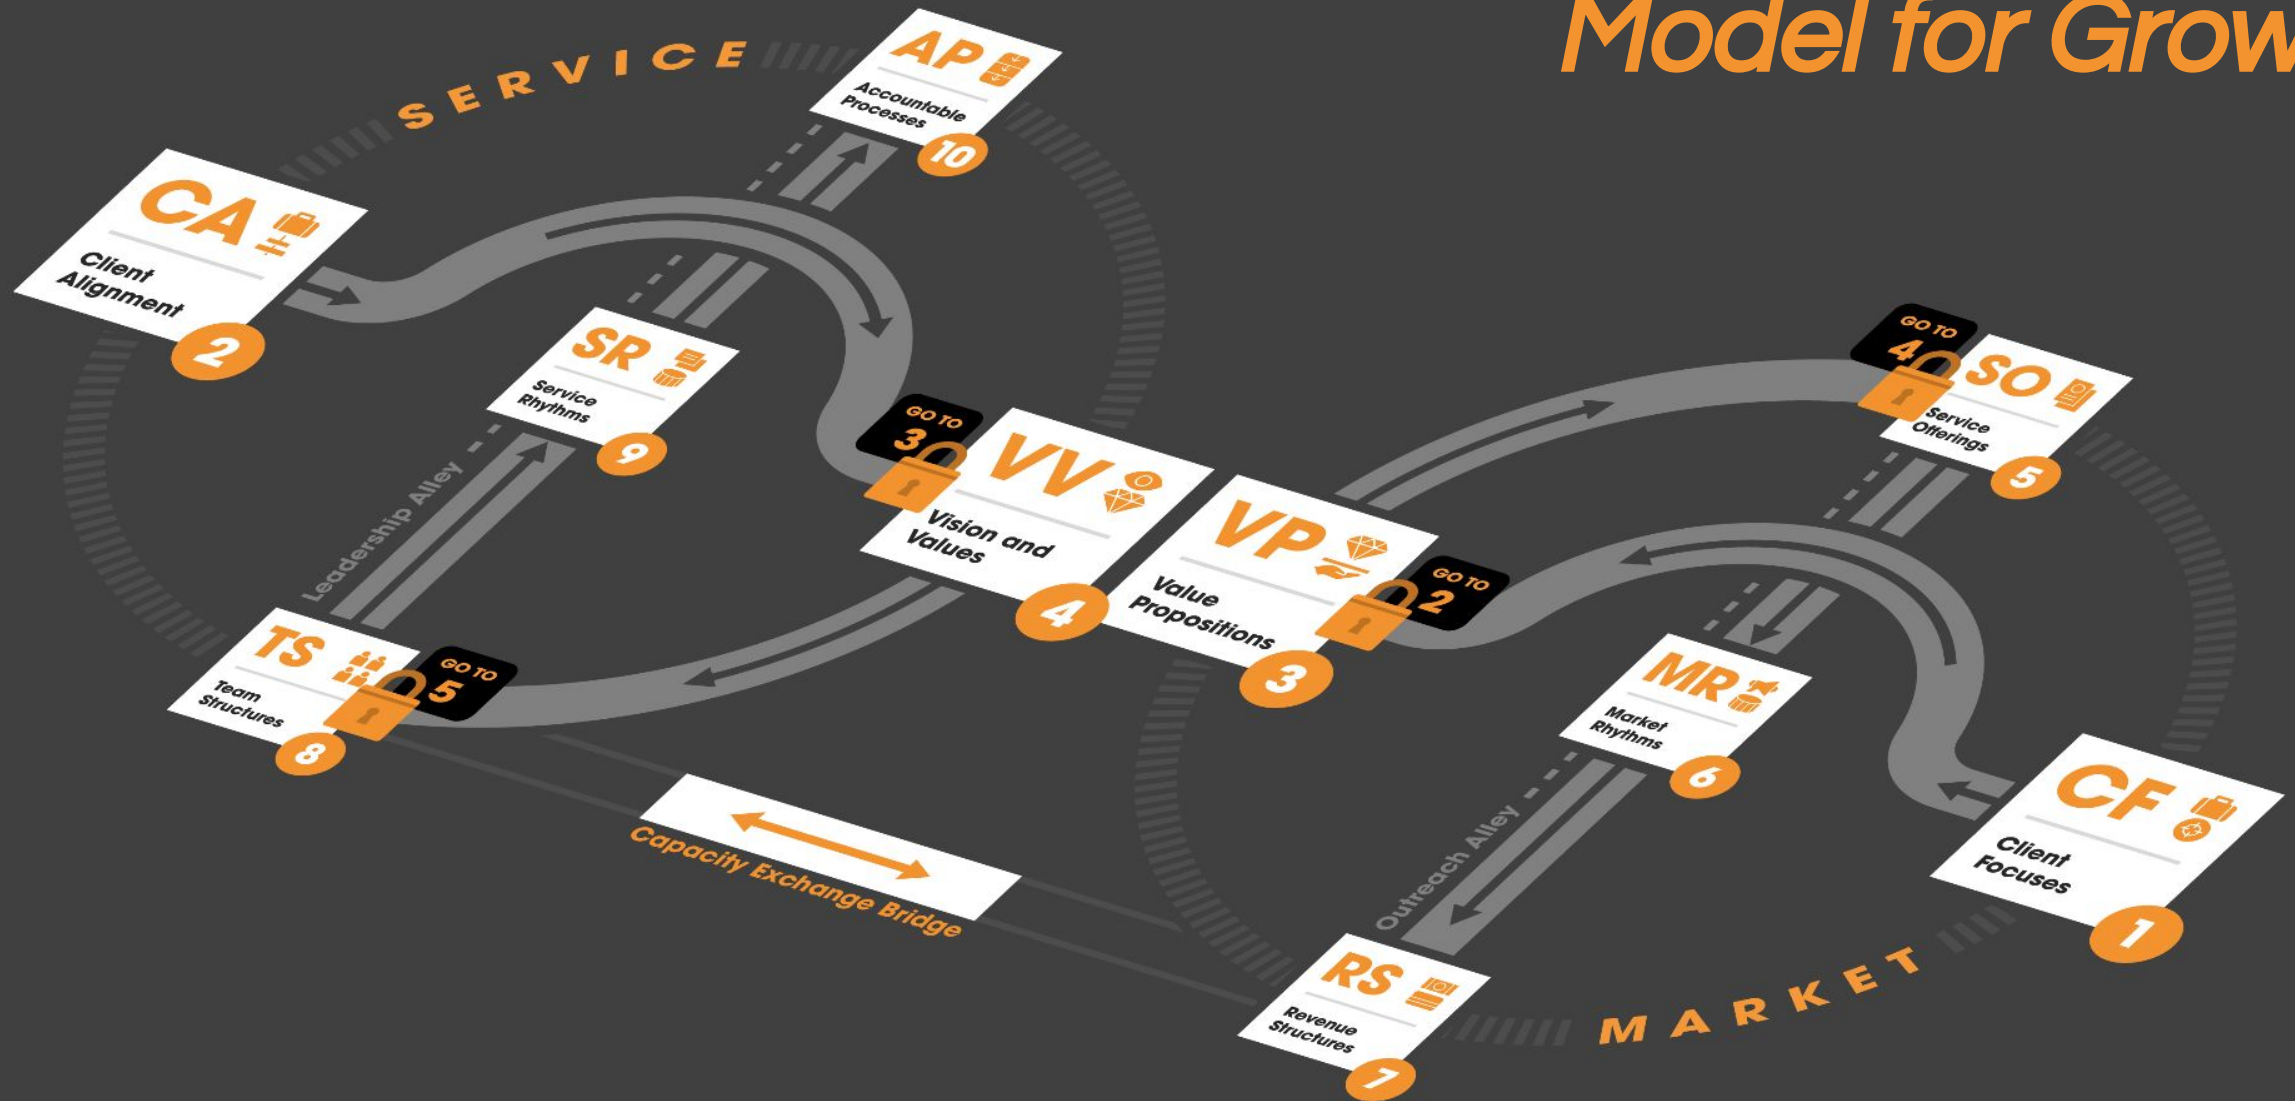 Model for Grow
SERVICE
AP
Accountable
Processes
10
CA
Client
Alignment
2
SR
Service
Rhythms
9
Leadership Alley
GO TO
3
VV
Vision and
Values
4
VP
Value
Propositions
3
GO TO
2
GO TO
4
SO
Service
Offerings
5
TS
Team
Structures
8
GO TO
5
MR
Market
Rhythms
6
Outreach Alley
CF
Client
Focuses
1
Capacity Exchange Bridge
RS
Revenue
Structures
7
MARKET